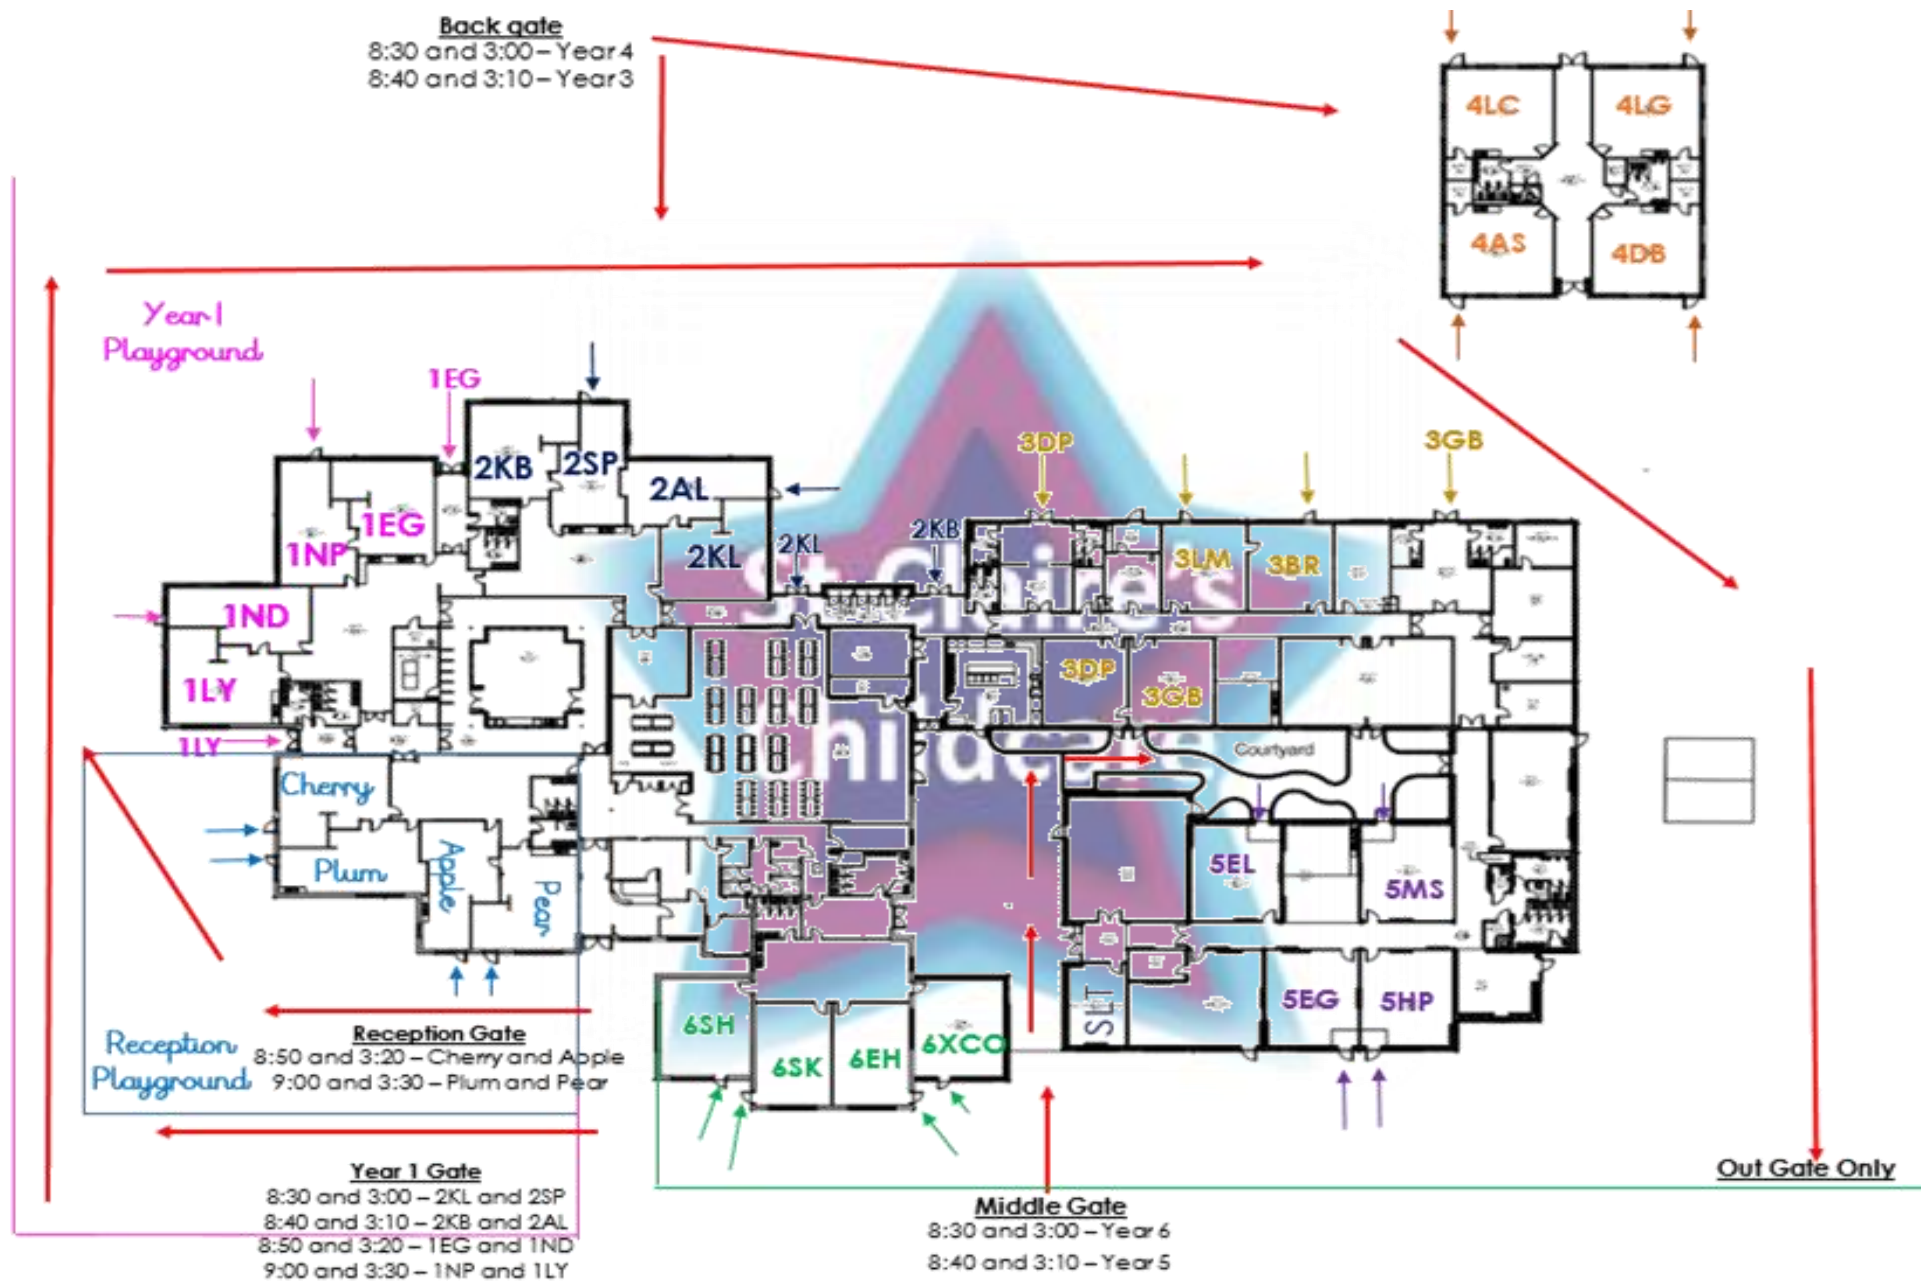 Back gate
8:30 and 3:00 – Year 4
8:40 and 3:10 – Year 3
4LC
4LG
4AS
4DB
Year 1
Playground
1EG
2KB
2SP
2AL
1EG
1NP
2KL
2KL
2KB
3DP
3GB
3LM
3BR
1ND
1LY
1LY
3DP
3GB
St Claire's
Childcare
Courtyard
Cherry
Plum
Apple
Pear
5EL
5MS
5EG
5HP
SLT
6SH
6SK
6EH
6XCO
Reception
Playground
Reception Gate
8:50 and 3:20 – Cherry and Apple
9:00 and 3:30 – Plum and Pear
Year 1 Gate
8:30 and 3:00 – 2KL and 2SP
8:40 and 3:10 – 2KB and 2AL
8:50 and 3:20 – 1EG and 1ND
9:00 and 3:30 – 1NP and 1LY
Middle Gate
8:30 and 3:00 – Year 6
8:40 and 3:10 – Year 5
Out Gate Only